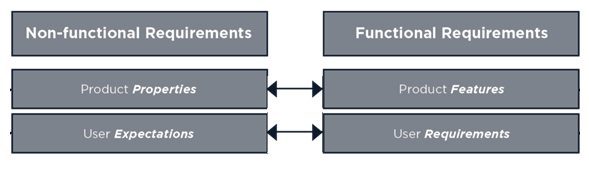 Non-functional Requirements
Functional Requirements
Product Properties
Product Features
User Expectations
User Requirements